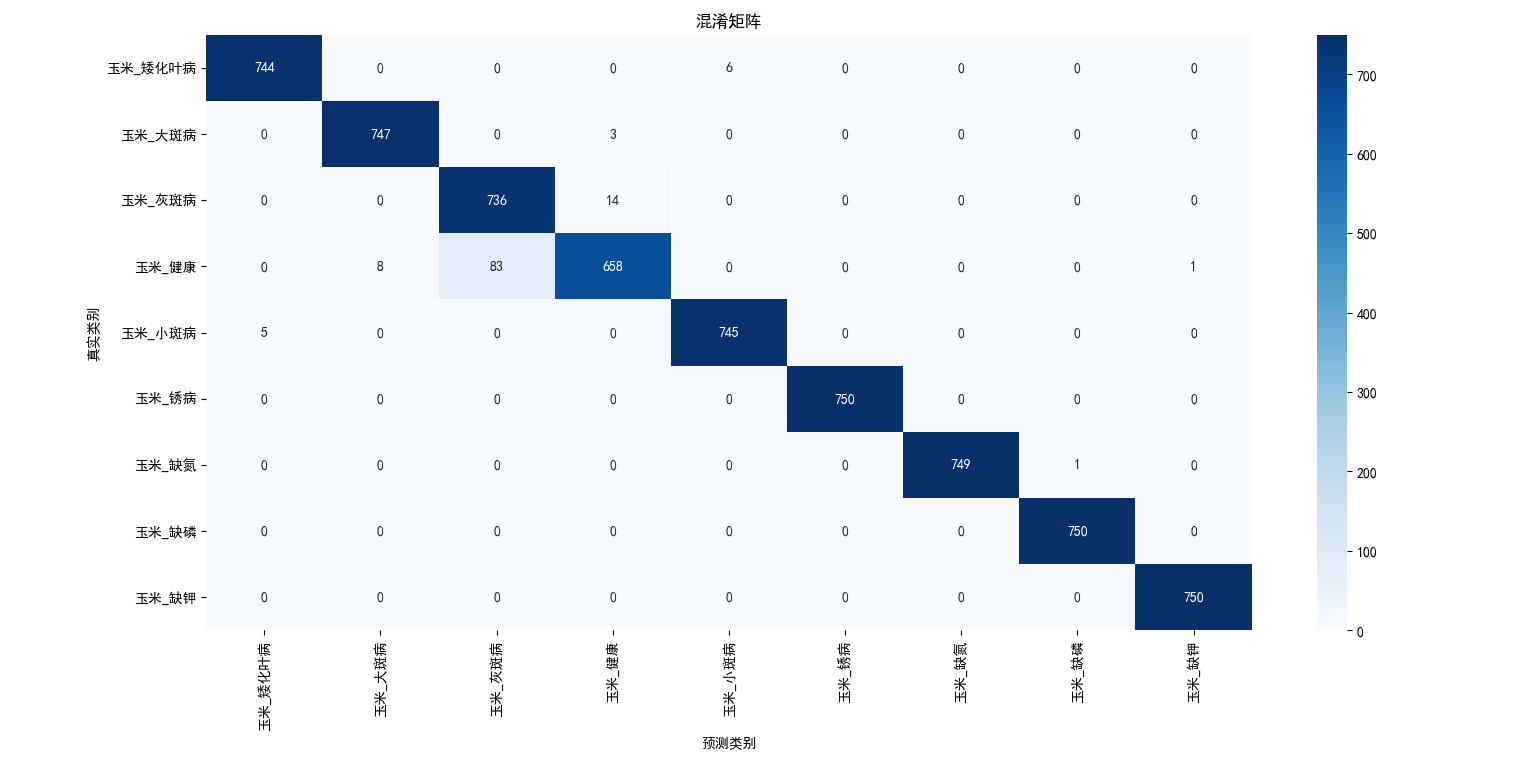 混淆矩阵
玉米_矮化叶病 744 0 0 0 6 0 0 0 0
玉米_大斑病 0 747 0 3 0 0 0 0 0
玉米_灰斑病 0 0 736 14 0 0 0 0 0
玉米_健康 0 8 83 658 0 0 0 0 1
玉米_小斑病 5 0 0 0 745 0 0 0 0
玉米_锈病 0 0 0 0 0 750 0 0 0
玉米_缺氮 0 0 0 0 0 0 749 1 0
玉米_缺磷 0 0 0 0 0 0 0 750 0
玉米_缺钾 0 0 0 0 0 0 0 0 750
真实类别
玉米_矮化叶病
玉米_大斑病
玉米_灰斑病
玉米_健康
玉米_小斑病
玉米_锈病
玉米_缺氮
玉米_缺磷
玉米_缺钾
预测类别
700
600
500
400
300
200
100
0